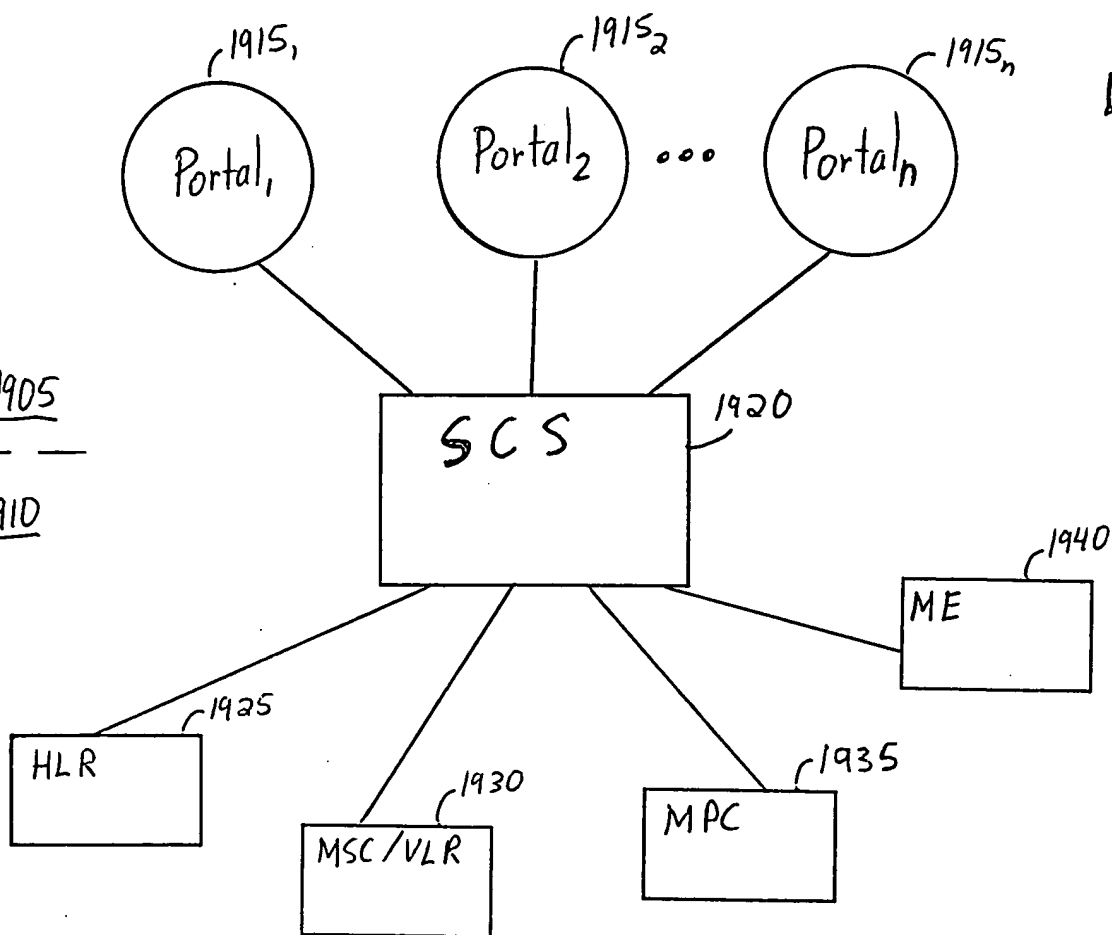 1915₁
1915₂
1915ₙ
Portal₁
Portal₂
...
Portalₙ
1905
1920
SCS
1910
1940
ME
1925
HLR
1935
1930
MPC
MSC/VLR